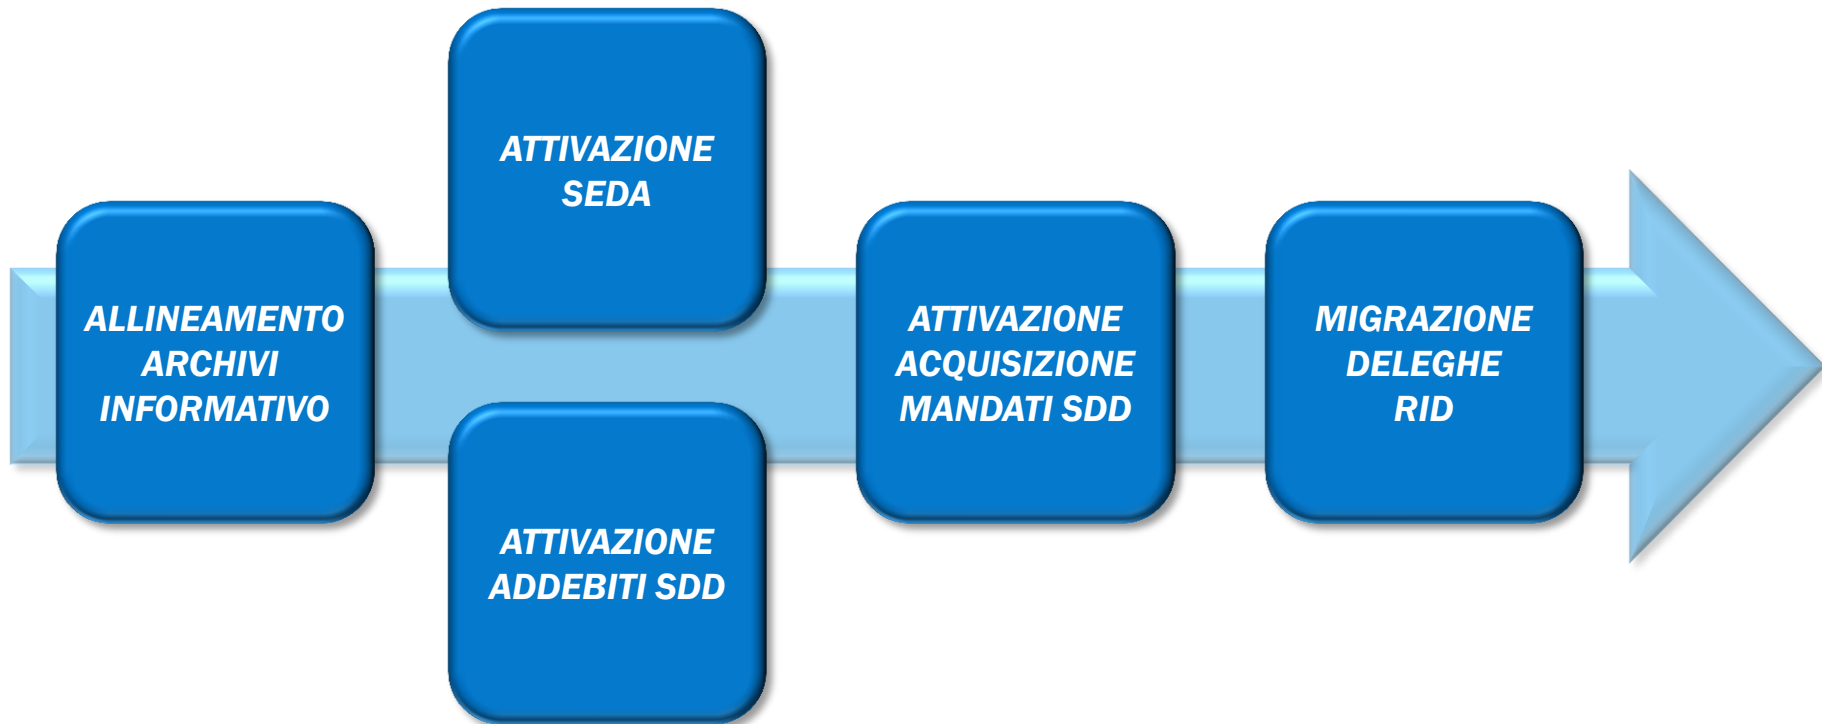 ALLINEAMENTO
ARCHIVI
INFORMATIVO
ATTIVAZIONE
SEDA
ATTIVAZIONE
ADDEBITI SDD
ATTIVAZIONE
ACQUISIZIONE
MANDATI SDD
MIGRAZIONE
DELEGHE
RID